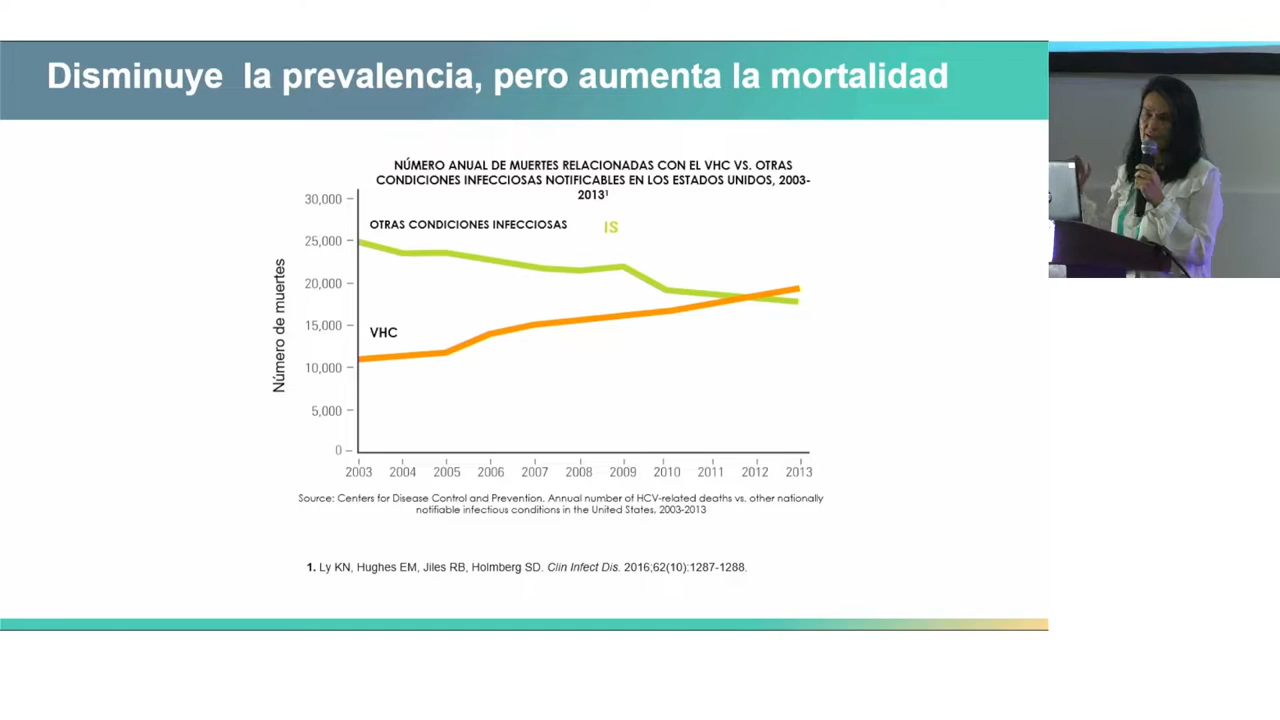 Disminuye la prevalencia, pero aumenta la mortalidad
NÚMERO ANUAL DE MUERTES RELACIONADAS CON EL VHC VS. OTRAS
CONDICIONES INFECCIOSAS NOTIFICABLES EN LOS ESTADOS UNIDOS, 2003-
2013¹
30,000
25,000
20,000
15,000
10,000
5,000
0
Número de muertes
OTRAS CONDICIONES INFECCIOSAS
IS
VHC
2003 2004 2005 2006 2007 2008 2009 2010 2011 2012 2013
Source: Centers for Disease Control and Prevention. Annual number of HCV-related deaths vs. other nationally
notifiable infectious conditions in the United States, 2003-2013
1. Ly KN, Hughes EM, Jiles RB, Holmberg SD. Clin Infect Dis. 2016;62(10):1287-1288.